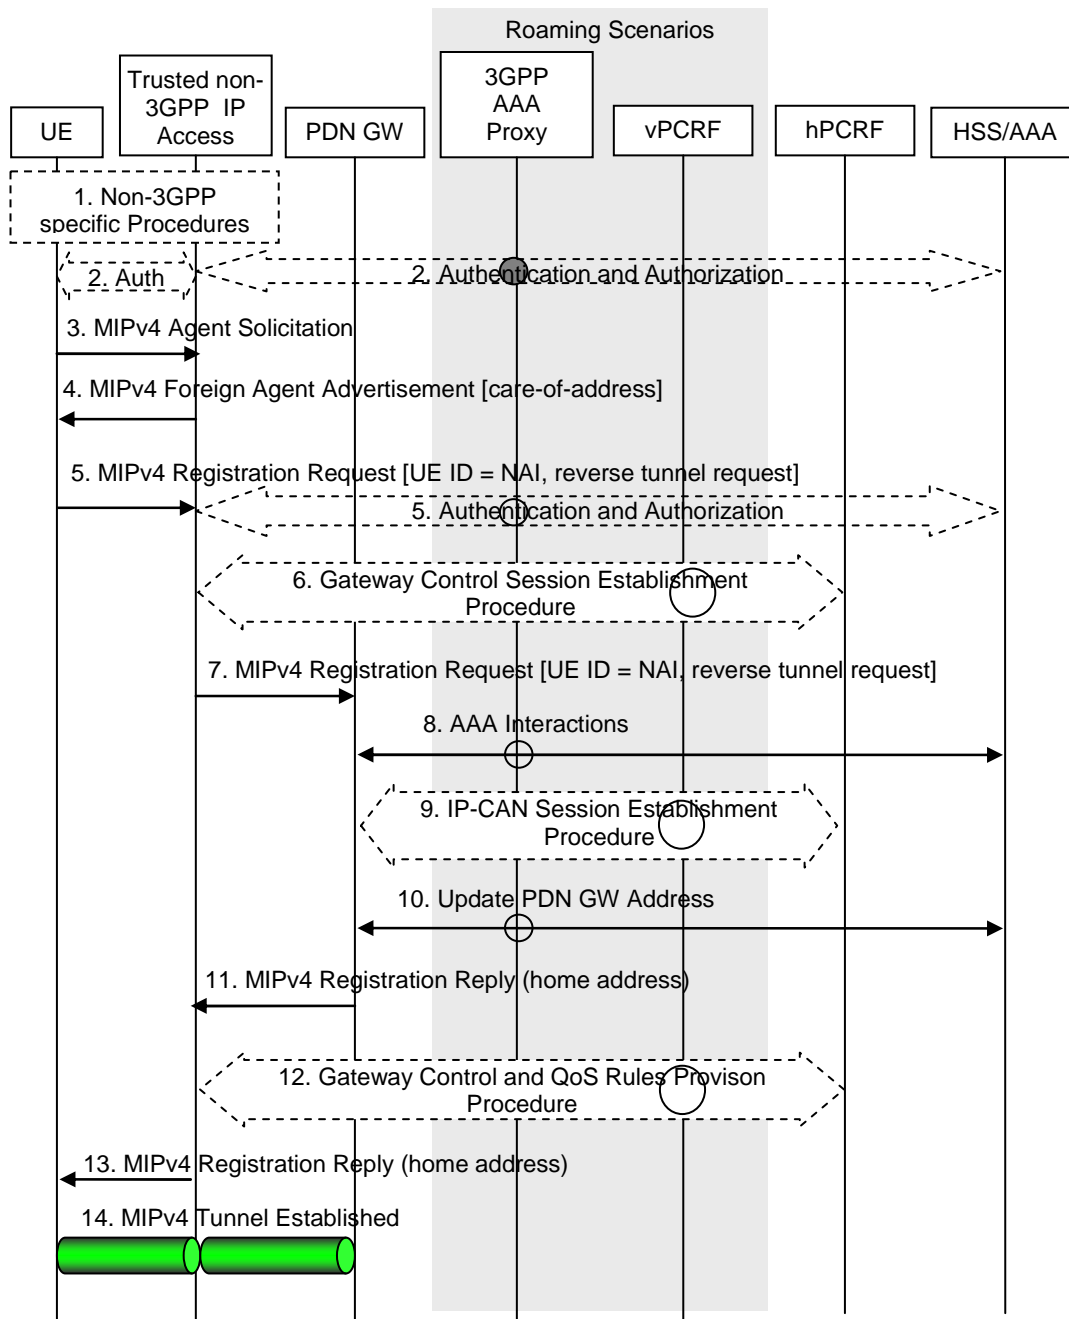 Roaming Scenarios
UE
Trusted non-
3GPP IP
Access
PDN GW
3GPP
AAA
Proxy
vPCRF
hPCRF
HSS/AAA
1. Non-3GPP
specific Procedures
2. Auth
2. Authentication and Authorization
3. MIPv4 Agent Solicitation
4. MIPv4 Foreign Agent Advertisement [care-of-address]
5. MIPv4 Registration Request [UE ID = NAI, reverse tunnel request]
5. Authentication and Authorization
6. Gateway Control Session Establishment
Procedure
7. MIPv4 Registration Request [UE ID = NAI, reverse tunnel request]
8. AAA Interactions
9. IP-CAN Session Establishment
Procedure
10. Update PDN GW Address
11. MIPv4 Registration Reply (home address)
12. Gateway Control and QoS Rules Provison
Procedure
13. MIPv4 Registration Reply (home address)
14. MIPv4 Tunnel Established